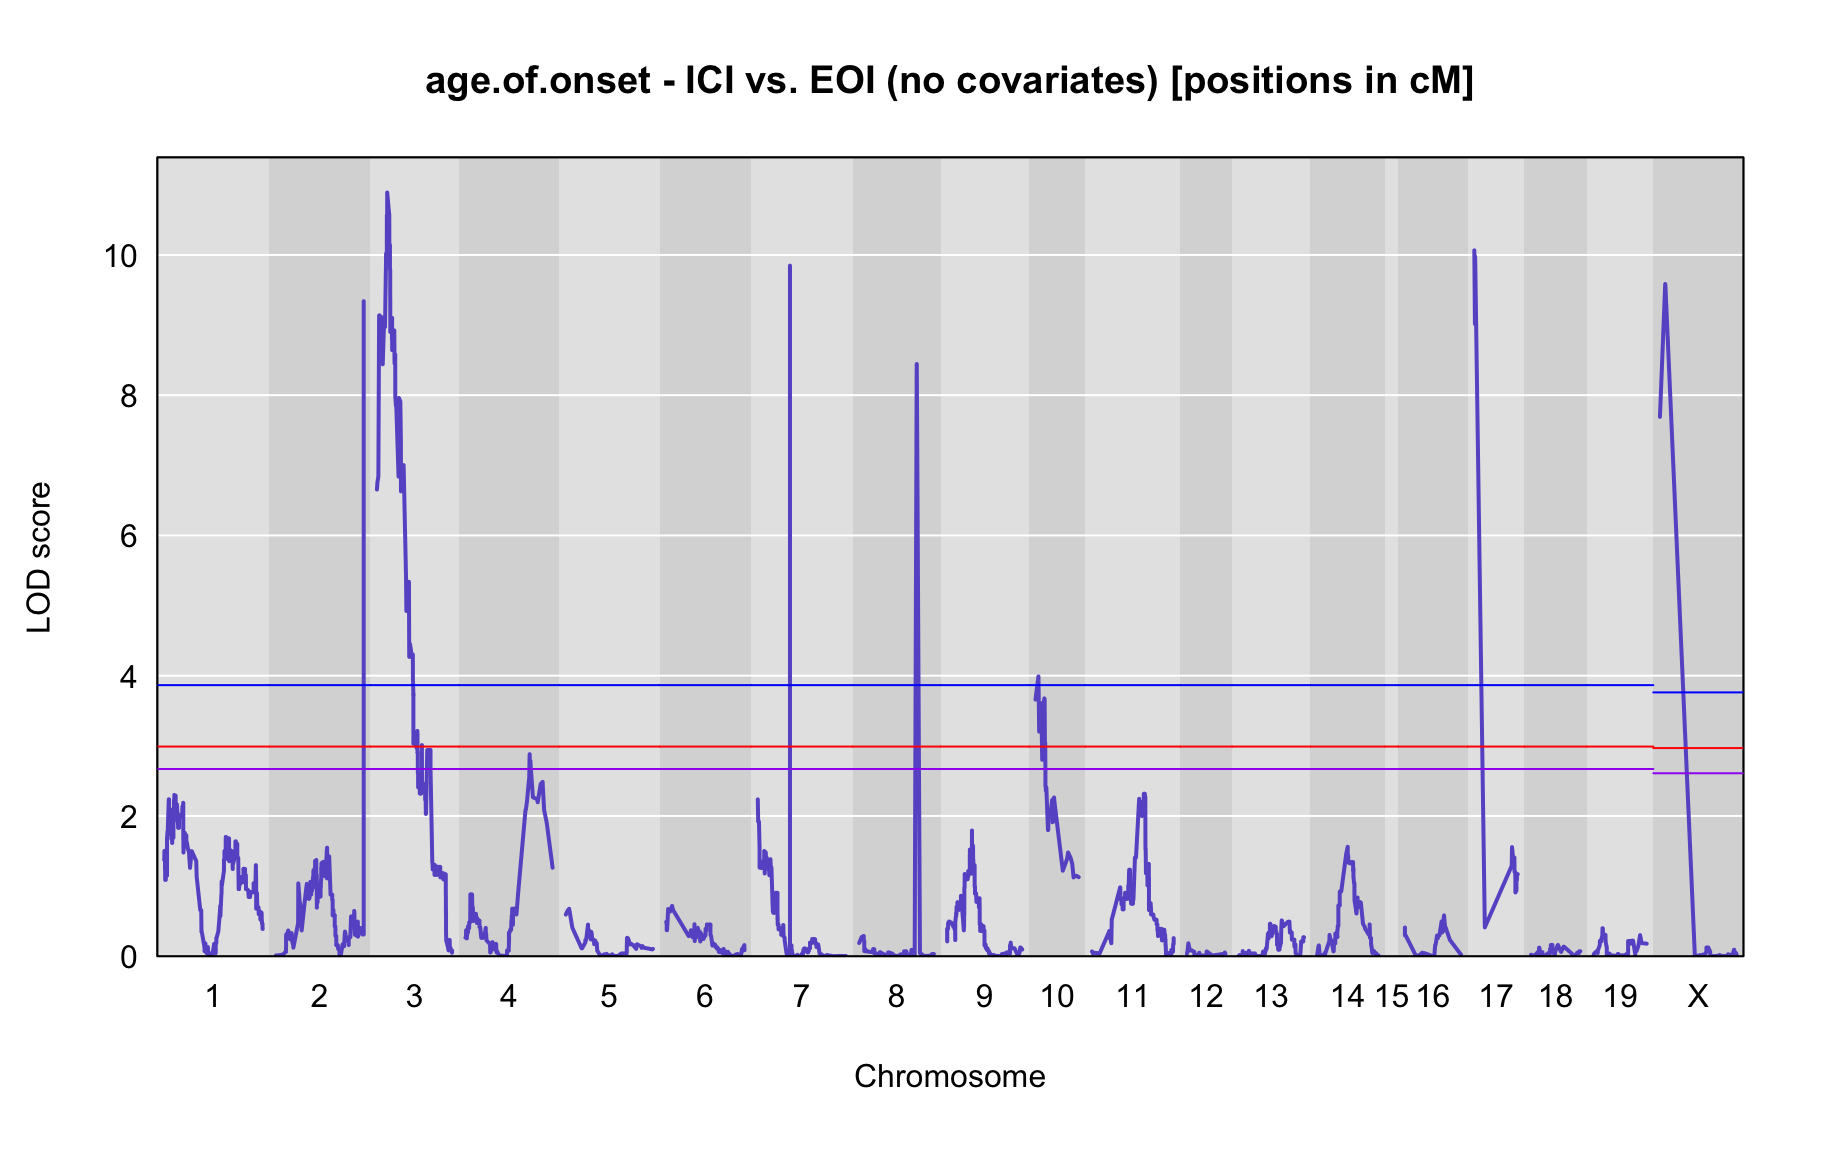 age.of.onset - ICI vs. EOI (no covariates) [positions in cM]
10
8
6
4
2
0
LOD score
1 2 3 4 5 6 7 8 9 10 11 12 13 14 15 16 17 18 19 X
Chromosome